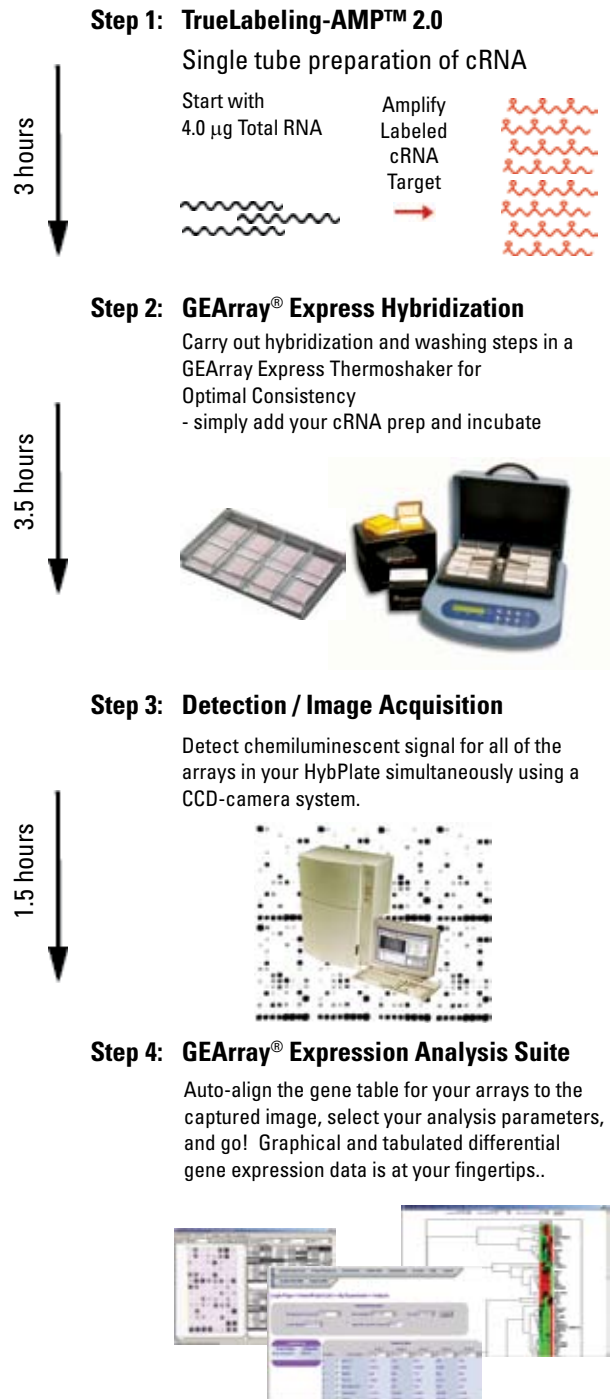 Step 1: TrueLabeling-AMP™ 2.0
Single tube preparation of cRNA
3 hours
Start with
4.0 µg Total RNA
Amplify
Labeled
cRNA
Target
Step 2: GEArray® Express Hybridization
3.5 hours
Carry out hybridization and washing steps in a
GEArray Express Thermoshaker for
Optimal Consistency
- simply add your cRNA prep and incubate
Step 3: Detection / Image Acquisition
1.5 hours
Detect chemiluminescent signal for all of the
arrays in your HybPlate simultaneously using a
CCD-camera system.
Step 4: GEArray® Expression Analysis Suite
Auto-align the gene table for your arrays to the
captured image, select your analysis parameters,
and go! Graphical and tabulated differential
gene expression data is at your fingertips..